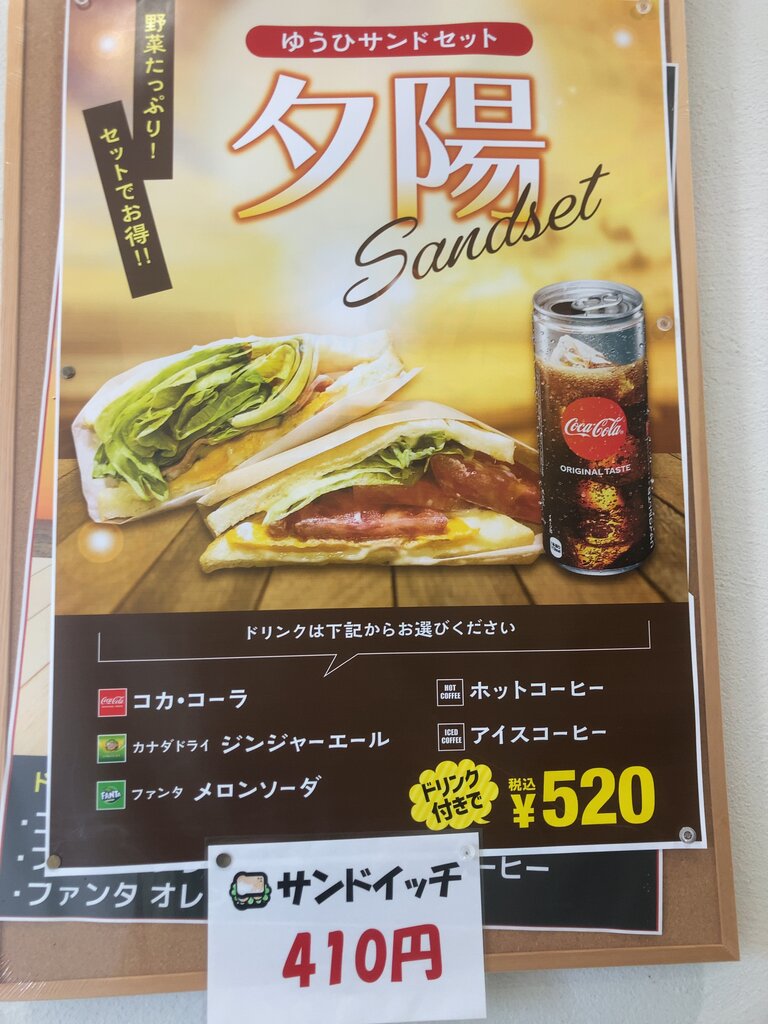 野菜たっぷり!
セットでお得!!
ゆうひサンドセット
夕陽
Sandset
Coca-Cola
ORIGINAL TASTE
ドリンクは下記からお選びください
Coca-Cola
コカ・コーラ
カナダドライ ジンジャーエール
FANTA
ファンタ メロンソーダ
HOT COFFEE
ホットコーヒー
ICED COFFEE
アイスコーヒー
ドリンク
付きで
税込
¥520
サンドイッチ
410円
・ファンタ オレ
ーヒー